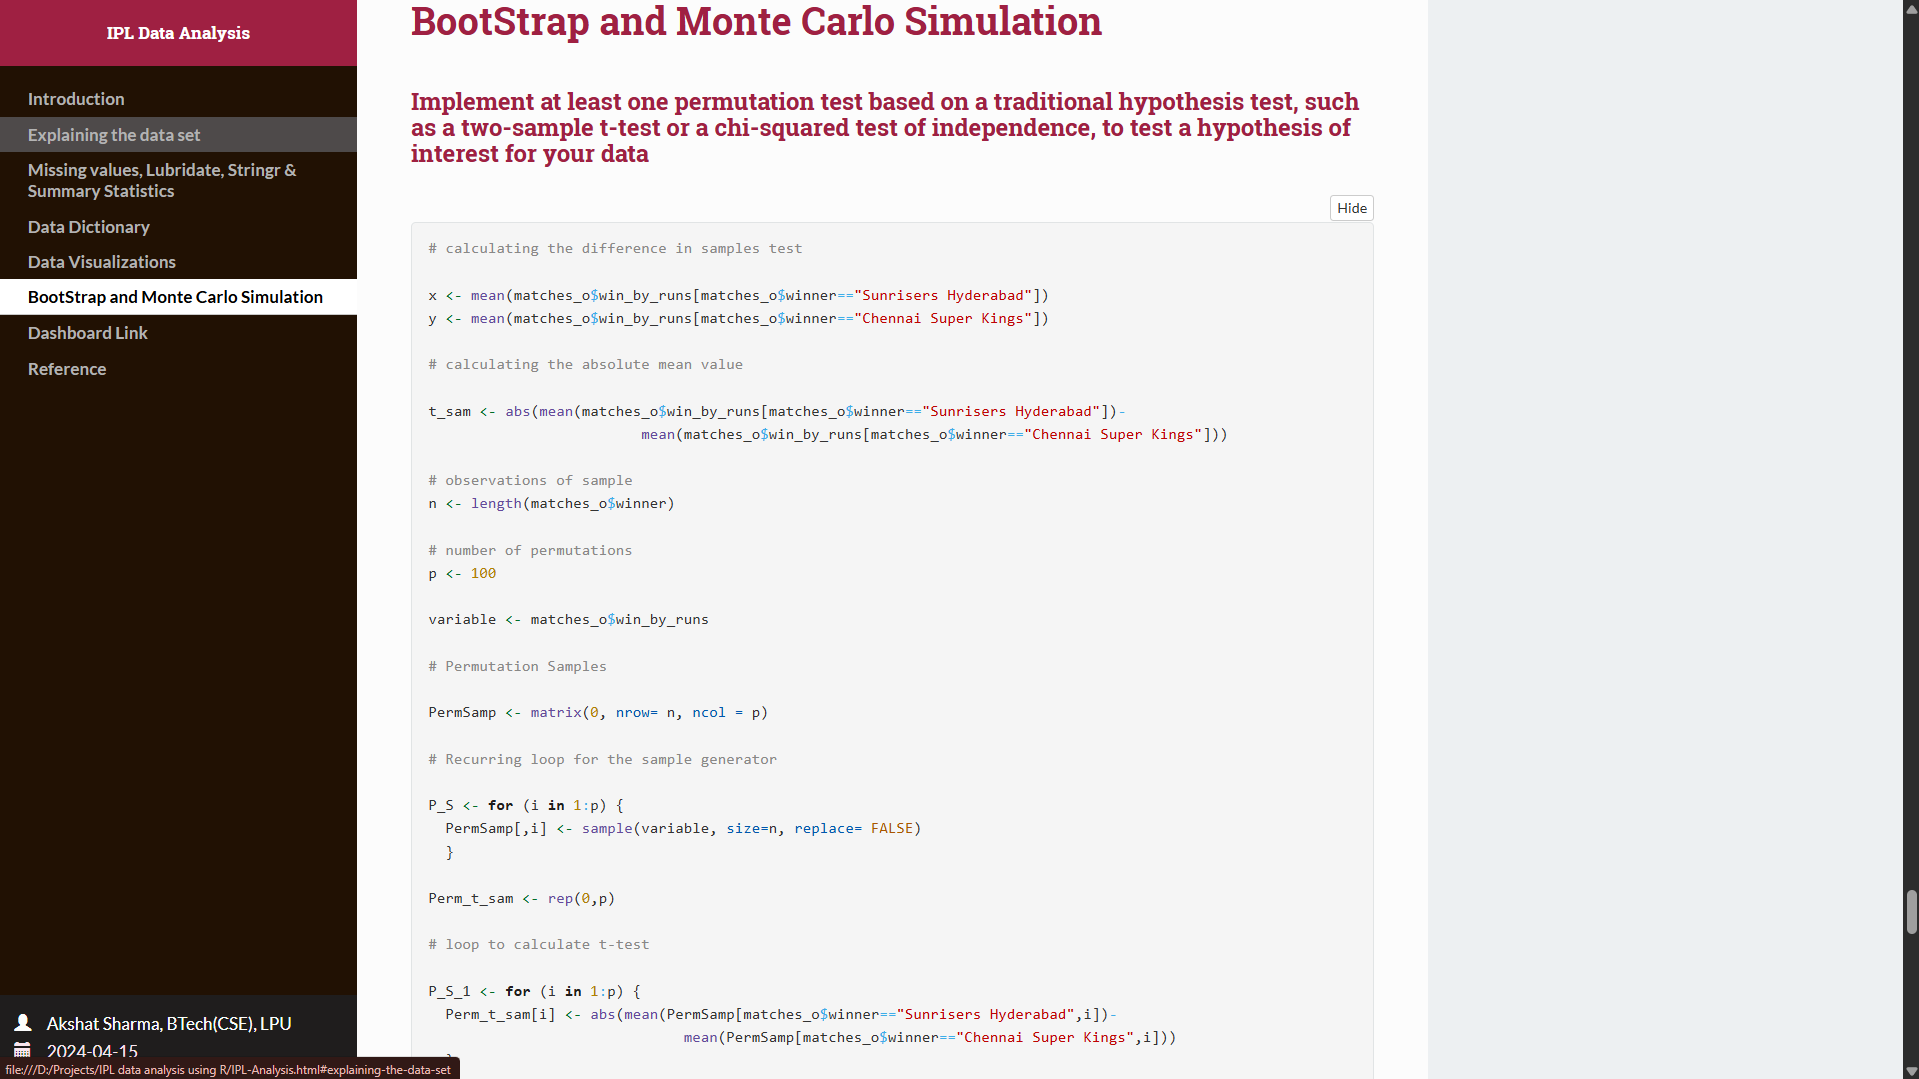 IPL Data Analysis
Introduction
Explaining the data set
Missing values, Lubridate, Stringr &
Summary Statistics
Data Dictionary
Data Visualizations
BootStrap and Monte Carlo Simulation
Dashboard Link
Reference
Akshat Sharma, BTech(CSE), LPU
2024-04-15
file:///D:/Projects/IPL data analysis using R/IPL-Analysis.html#explaining-the-data-set
BootStrap and Monte Carlo Simulation
Implement at least one permutation test based on a traditional hypothesis test, such
as a two-sample t-test or a chi-squared test of independence, to test a hypothesis of
interest for your data
Hide
# calculating the difference in samples test
x <- mean(matches_o$win_by_runs[matches_o$winner=="Sunrisers Hyderabad"])
y <- mean(matches_o$win_by_runs[matches_o$winner=="Chennai Super Kings"])
# calculating the absolute mean value
t_sam <- abs(mean(matches_o$win_by_runs[matches_o$winner=="Sunrisers Hyderabad"])-
mean(matches_o$win_by_runs[matches_o$winner=="Chennai Super Kings"]))
# observations of sample
n <- length(matches_o$winner)
# number of permutations
p <- 100
variable <- matches_o$win_by_runs
# Permutation Samples
PermSamp <- matrix(0, nrow= n, ncol = p)
# Recurring loop for the sample generator
P_S <- for (i in 1:p) {
PermSamp[,i] <- sample(variable, size=n, replace= FALSE)
}
Perm_t_sam <- rep(0,p)
# loop to calculate t-test
P_S_1 <- for (i in 1:p) {
Perm_t_sam[i] <- abs(mean(PermSamp[matches_o$winner=="Sunrisers Hyderabad",i])-
mean(PermSamp[matches_o$winner=="Chennai Super Kings",i]))